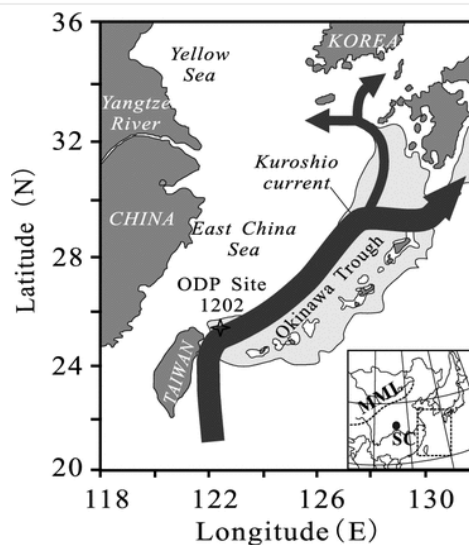 36
32
28
24
20
Latitude (N)
KOREA
Yellow
Sea
Yangtze
River
Kuroshio
current
CHINA
East China
Sea
ODP Site
1202
Okinawa Trough
TAIWAN
MML
SC
118
122
126
130
Longitude (E)